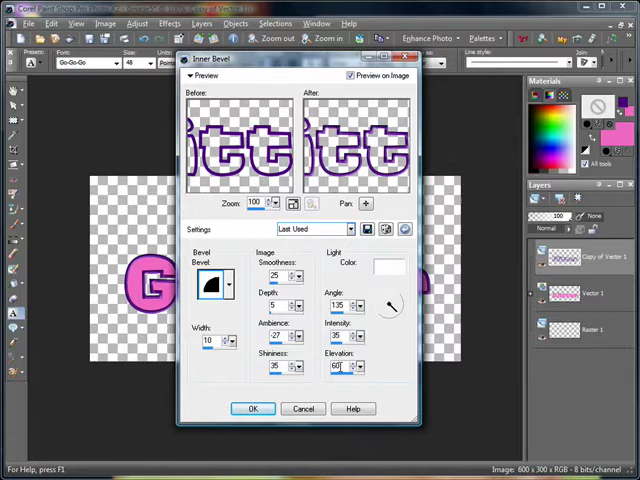 File Edit View Image Adjust Effects Layers Objects Selections Window Help
Zoom out Zoom in Enhance Photo Palettes
Go-Go-Go 48
Inner Bevel
Preview Preview on Image
Before: After:
Zoom: 100 Pan:
Settings Last Used
Bevel Image Light
Bevel: Smoothness: Color:
25
Depth: Angle:
5 135
Width: Ambience: Intensity:
10 -27 35
Shininess: Elevation:
35 60
OK Cancel Help
Materials
All tools
Layers
100 None
Normal
Copy of Vector 1
Vector 1
Raster 1
For Help, press F1 Image: 600 x 300 x RGB - 8 bits/channel